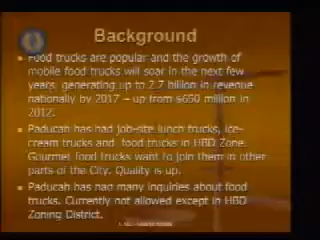 Background
Food trucks are popular and the growth of
mobile food trucks will soar in the next few
years, generating up to 2.7 billion in revenue
nationally by 2017 – up from $650 million in
2012.
Paducah has had job-site lunch trucks, ice-
cream trucks and food trucks in HBD Zone.
Gourmet food trucks want to join them in other
parts of the City. Quality is up.
Paducah has had many inquiries about food
trucks. Currently not allowed except in HBD
Zoning District.